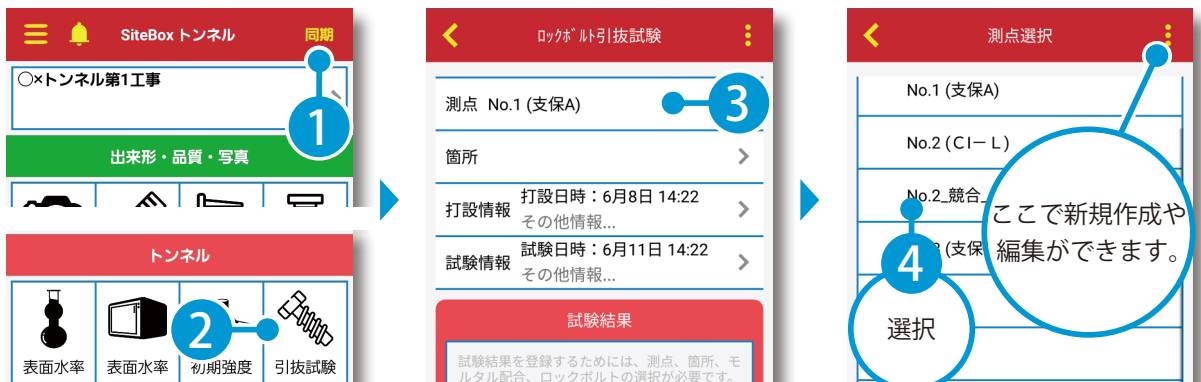 SiteBox トンネル
同期
○×トンネル第1工事
1
出来形・品質・写真
トンネル
2
表面水率
表面水率
初期強度
引抜試験
ロックボルト引抜試験
測点 No.1 (支保A)
3
箇所
打設情報
打設日時：6月8日 14:22
その他情報...
試験情報
試験日時：6月11日 14:22
その他情報...
試験結果
試験結果を登録するためには、測点、箇所、モ
ルタル配合、ロックボルトの選択が必要です。
測点選択
No.1 (支保A)
No.2 (CI－L)
No.2_競合_
(支保
4
選択
ここで新規作成や
編集ができます。